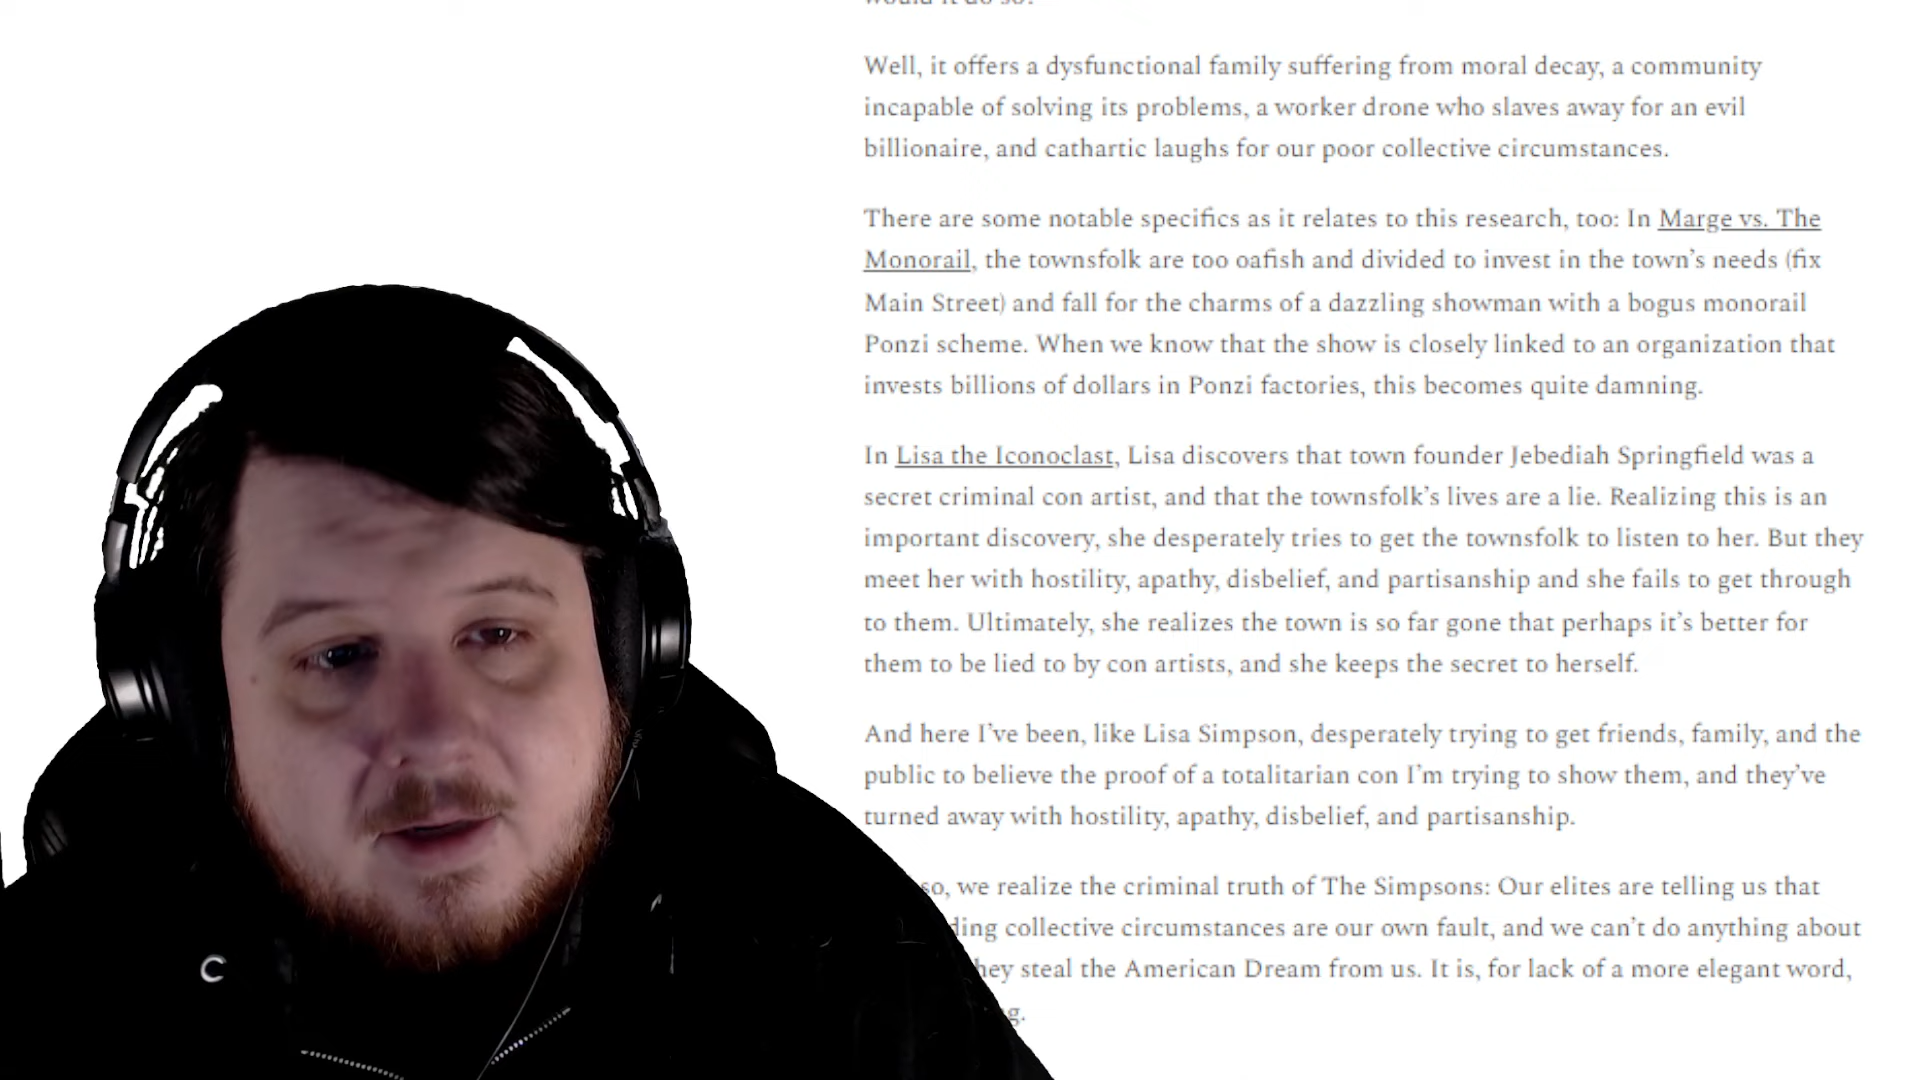 would it do so?
Well, it offers a dysfunctional family suffering from moral decay, a community
incapable of solving its problems, a worker drone who slaves away for an evil
billionaire, and cathartic laughs for our poor collective circumstances.
There are some notable specifics as it relates to this research, too: In Marge vs. The
Monorail, the townsfolk are too oafish and divided to invest in the town’s needs (fix
Main Street) and fall for the charms of a dazzling showman with a bogus monorail
Ponzi scheme. When we know that the show is closely linked to an organization that
invests billions of dollars in Ponzi factories, this becomes quite damning.
In Lisa the Iconoclast, Lisa discovers that town founder Jebediah Springfield was a
secret criminal con artist, and that the townsfolk’s lives are a lie. Realizing this is an
important discovery, she desperately tries to get the townsfolk to listen to her. But they
meet her with hostility, apathy, disbelief, and partisanship and she fails to get through
to them. Ultimately, she realizes the town is so far gone that perhaps it’s better for
them to be lied to by con artists, and she keeps the secret to herself.
And here I’ve been, like Lisa Simpson, desperately trying to get friends, family, and the
public to believe the proof of a totalitarian con I’m trying to show them, and they’ve
turned away with hostility, apathy, disbelief, and partisanship.
so, we realize the criminal truth of The Simpsons: Our elites are telling us that
collective circumstances are our own fault, and we can’t do anything about
steal the American Dream from us. It is, for lack of a more elegant word,